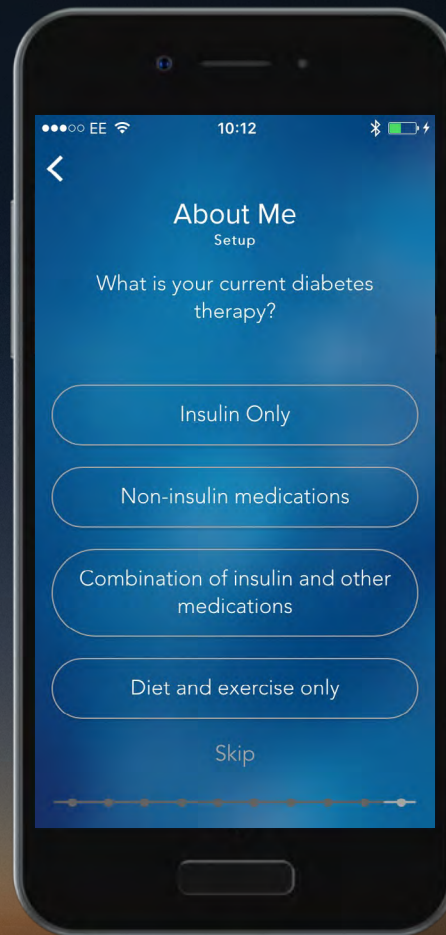 EE
10:12
About Me
Setup
What is your current diabetes
therapy?
Insulin Only
Non-insulin medications
Combination of insulin and other
medications
Diet and exercise only
Skip